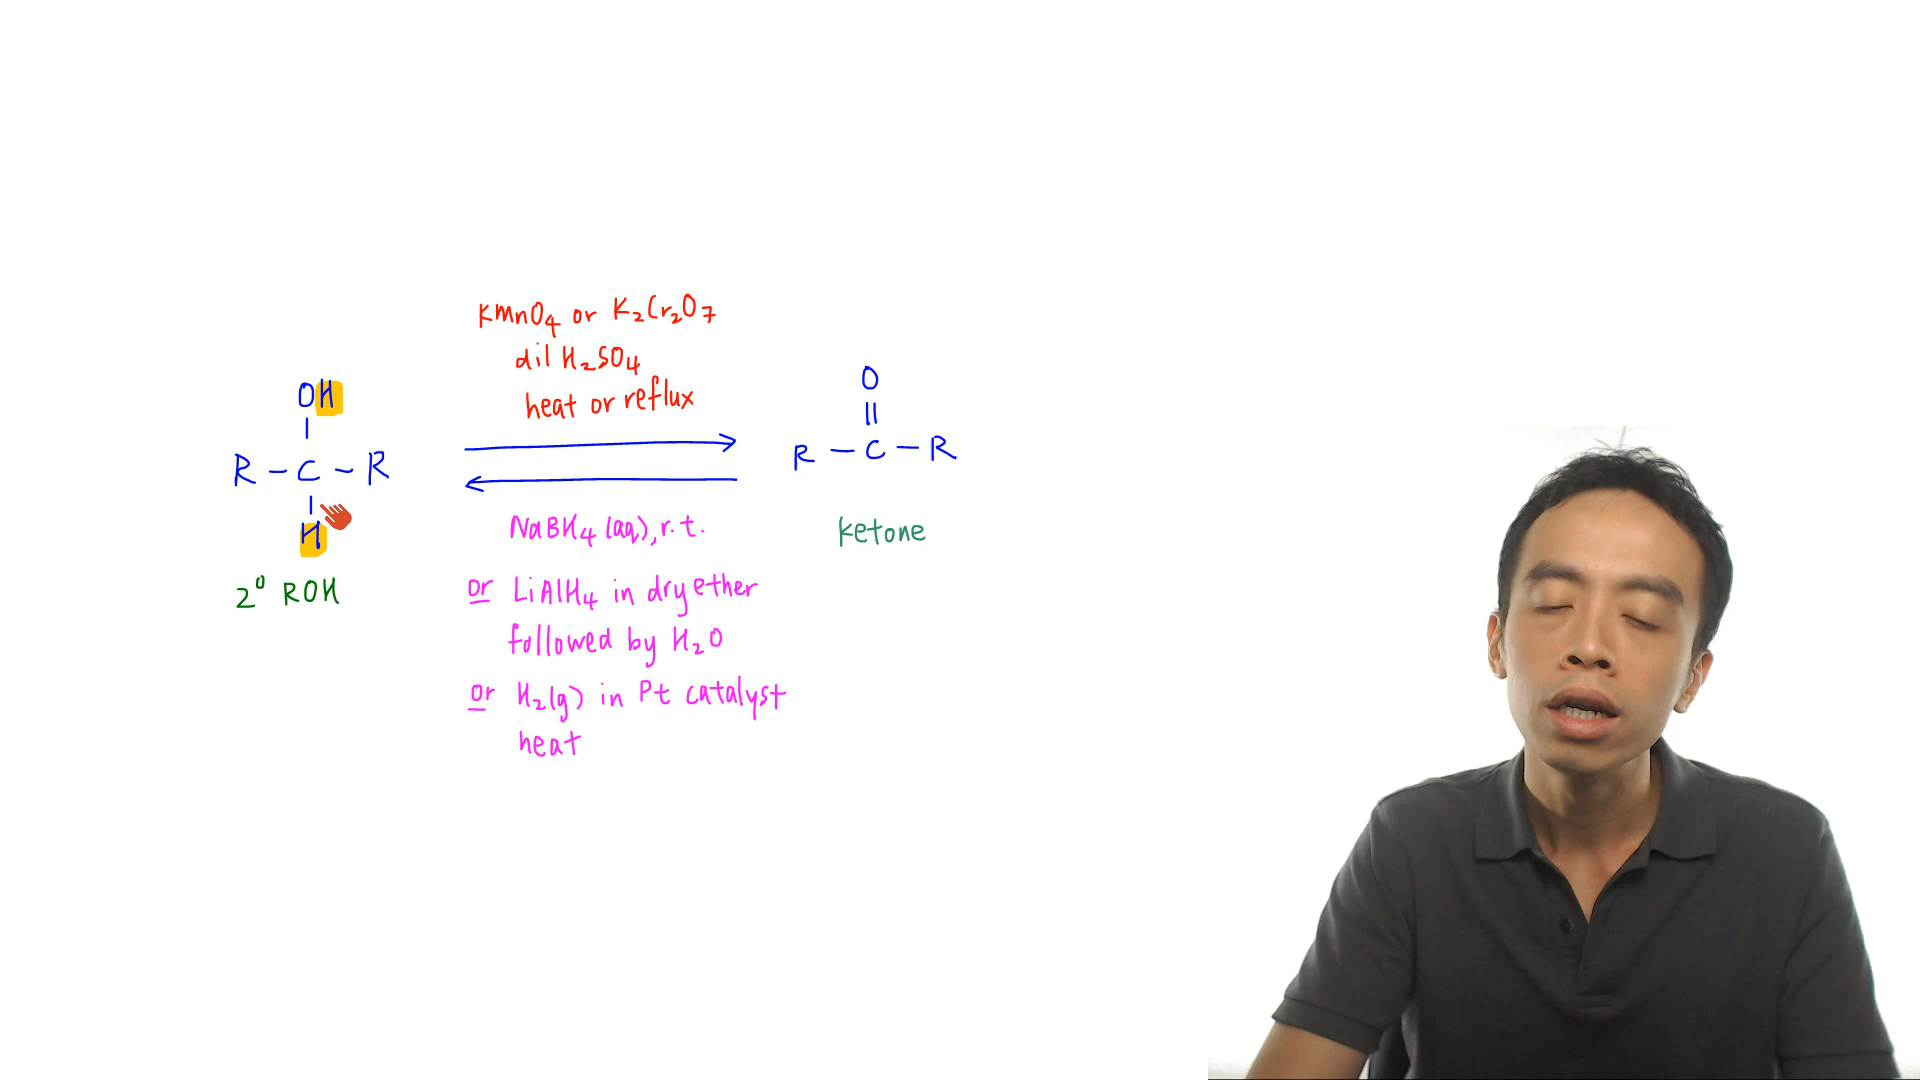 OH
|
R - C - R
|
H
2° ROH
KMnO4 or K2Cr2O7
dil H2SO4
heat or reflux
NaBH4 (aq), r.t.
or LiAlH4 in dry ether
followed by H2O
or H2(g) in Pt catalyst
heat
O
||
R - C - R
ketone